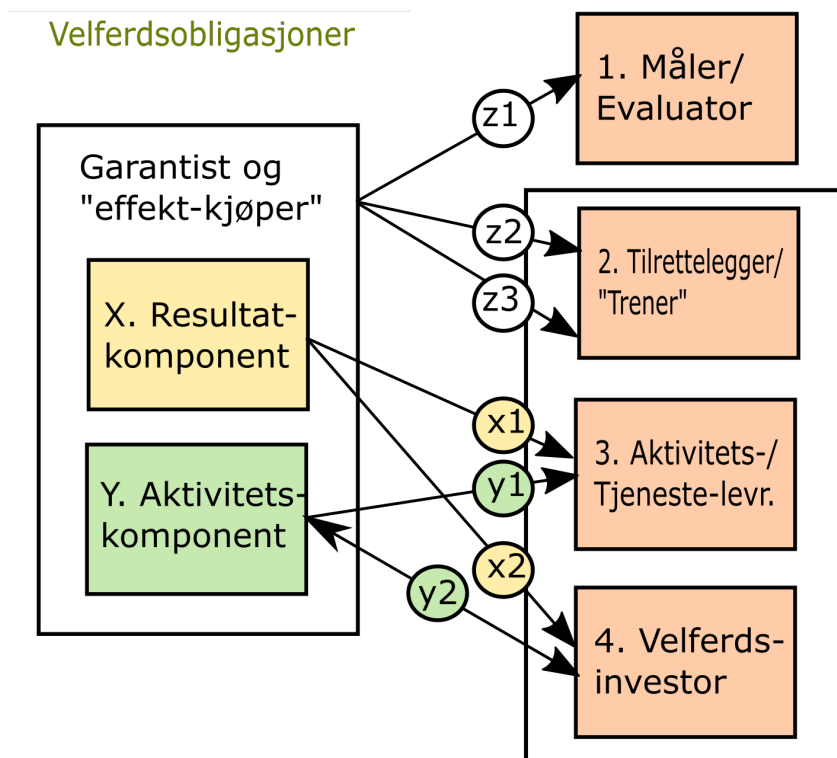 Velferdsobligasjoner
Garantist og
"effekt-kjøper"
X. Resultat-
komponent
Y. Aktivitets-
komponent
z1
z2
z3
x1
y1
x2
y2
1. Måler/
Evaluator
2. Tilrettelegger/
"Trener"
3. Aktivitets-/
Tjeneste-levr.
4. Velferds-
investor